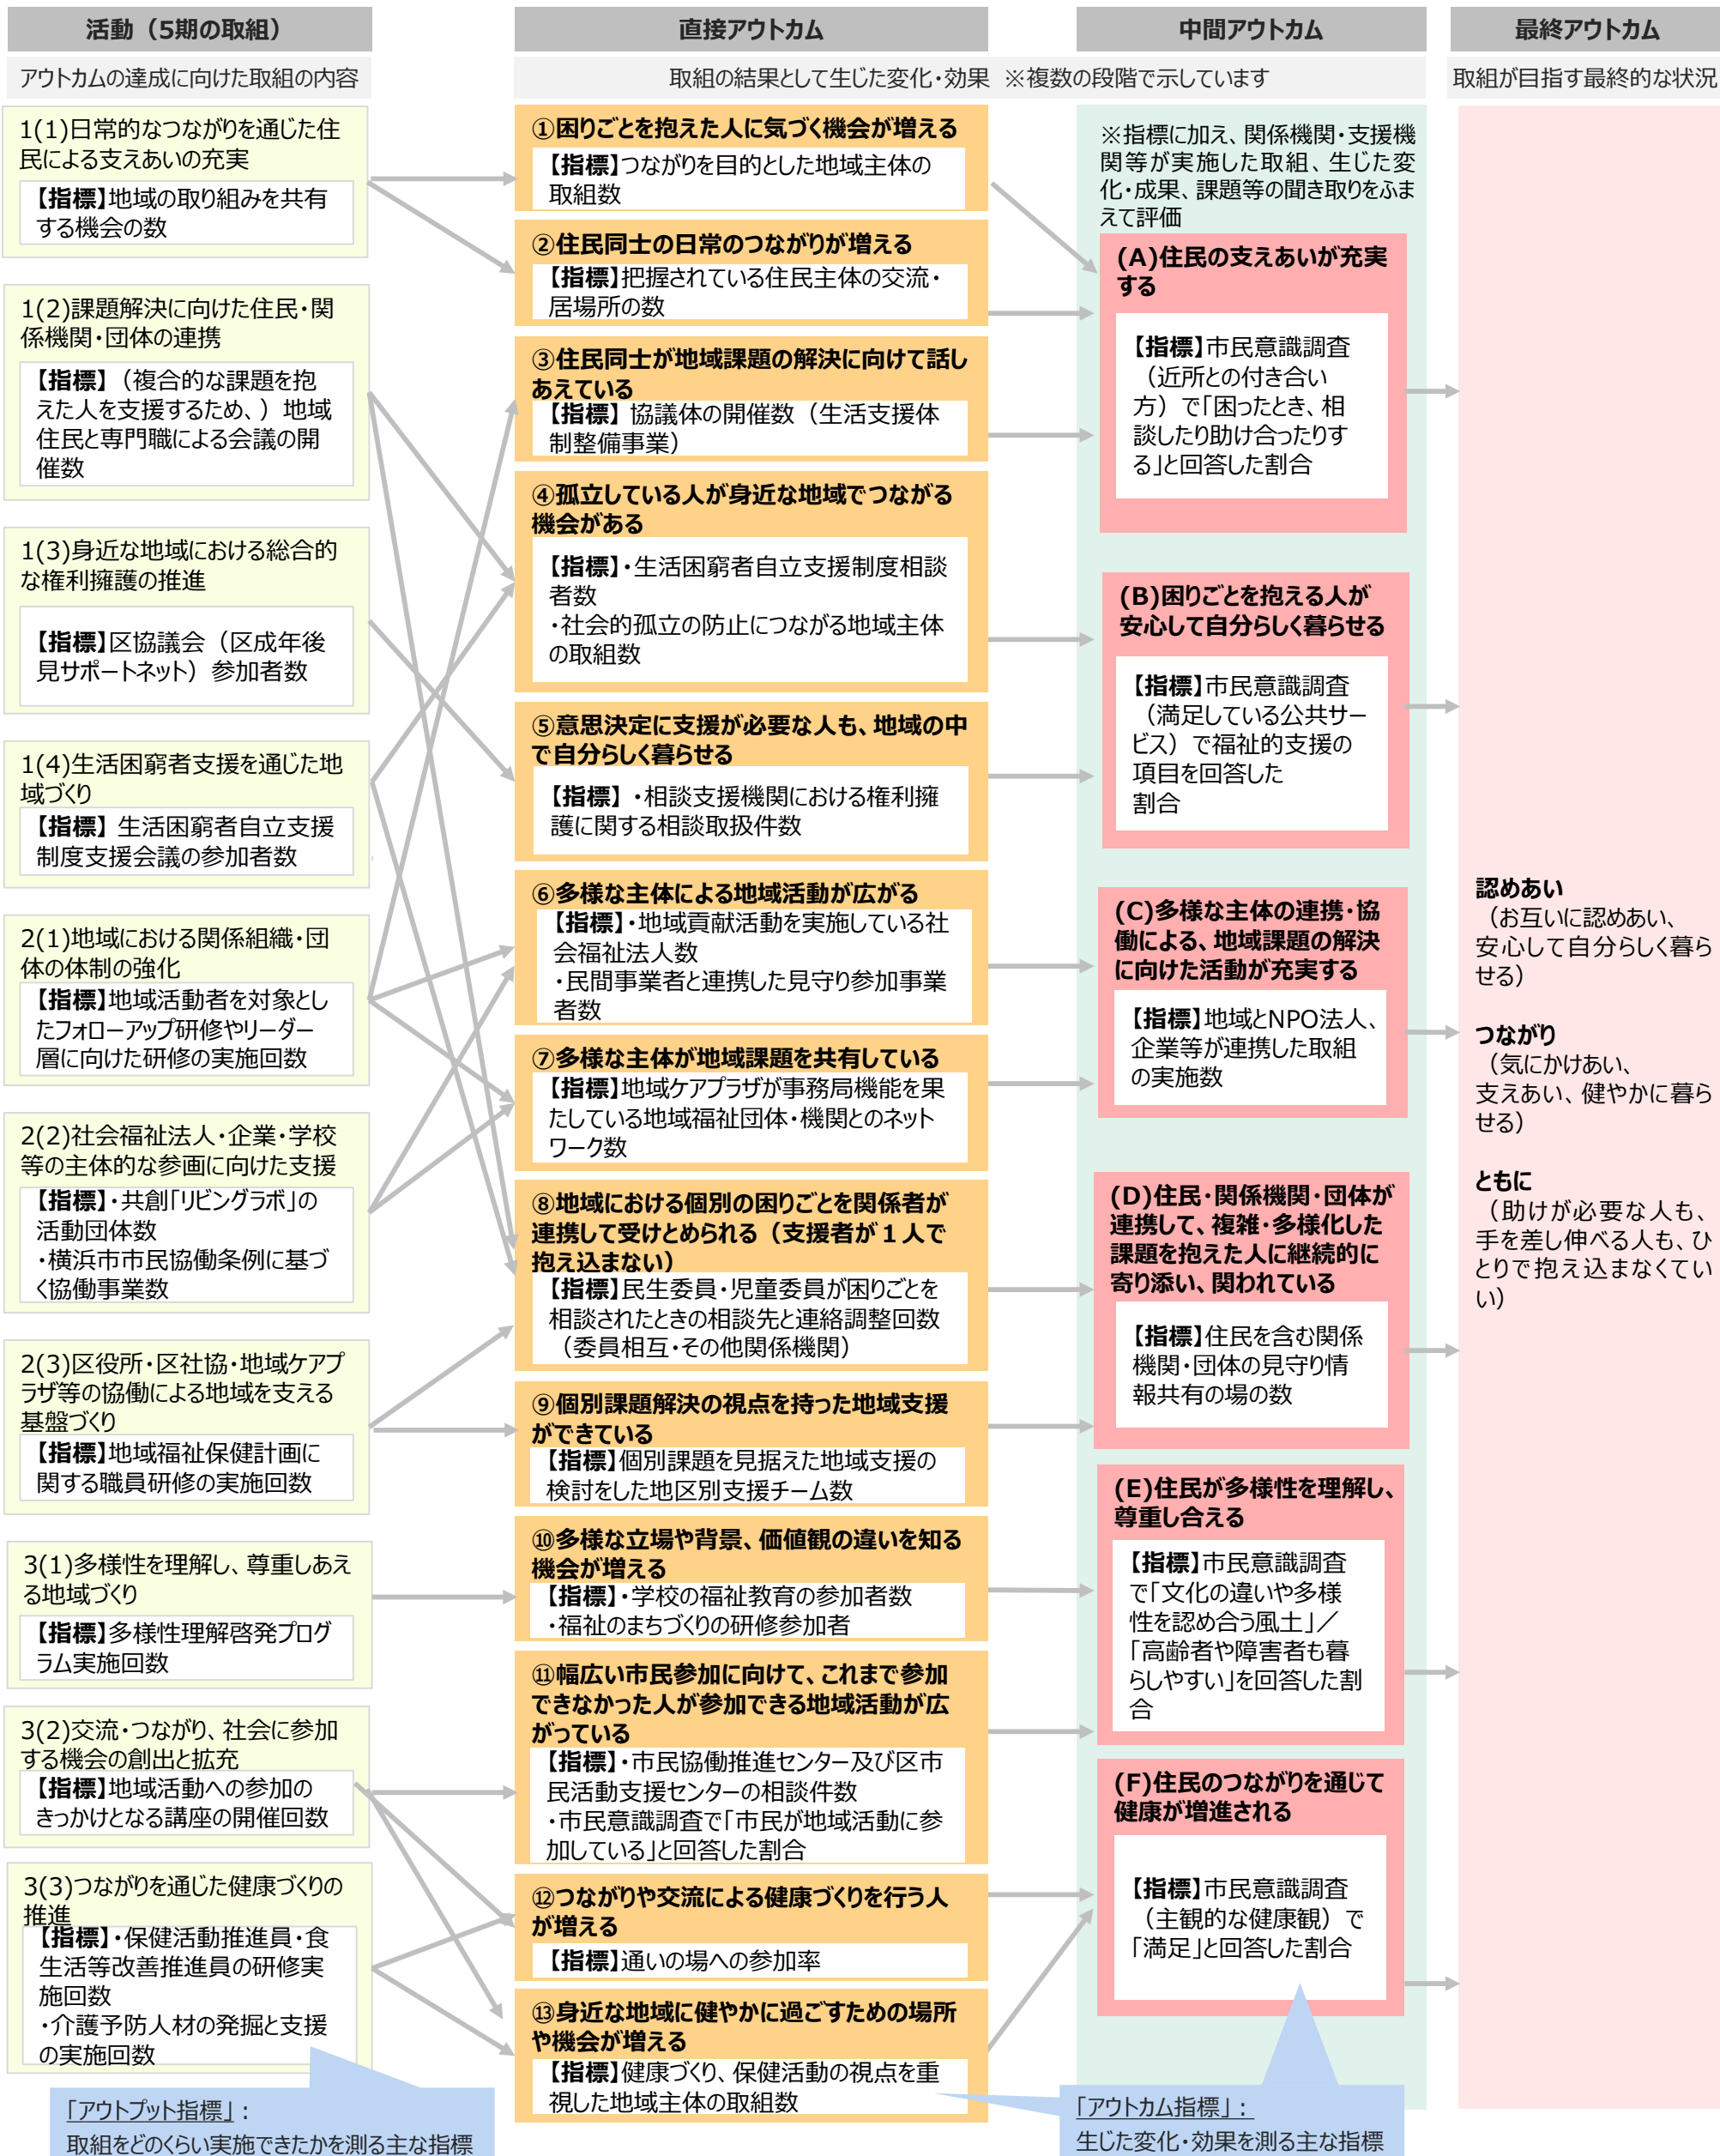 活動（5期の取組）
アウトカムの達成に向けた取組の内容
1(1)日常的なつながりを通じた住
民による支えあいの充実
【指標】地域の取り組みを共有
する機会の数
1(2)課題解決に向けた住民・関
係機関・団体の連携
【指標】（複合的な課題を抱
えた人を支援するため、）地域
住民と専門職による会議の開
催数
1(3)身近な地域における総合的
な権利擁護の推進
【指標】区協議会（区成年後
見サポートネット）参加者数
1(4)生活困窮者支援を通じた地
域づくり
【指標】 生活困窮者自立支援
制度支援会議の参加者数
2(1)地域における関係組織・団
体の体制の強化
【指標】地域活動者を対象とし
たフォローアップ研修やリーダー
層に向けた研修の実施回数
2(2)社会福祉法人・企業・学校
等の主体的な参画に向けた支援
【指標】・共創「リビングラボ」の
活動団体数
・横浜市市民協働条例に基づ
く協働事業数
2(3)区役所・区社協・地域ケアプ
ラザ等の協働による地域を支える
基盤づくり
【指標】地域福祉保健計画に
関する職員研修の実施回数
3(1)多様性を理解し、尊重しあえ
る地域づくり
【指標】多様性理解啓発プログ
ラム実施回数
3(2)交流・つながり、社会に参加
する機会の創出と拡充
【指標】地域活動への参加の
きっかけとなる講座の開催回数
3(3)つながりを通じた健康づくりの
推進
【指標】・保健活動推進員・食
生活等改善推進員の研修実
施回数
・介護予防人材の発掘と支援
の実施回数
「アウトプット指標」：
取組をどのくらい実施できたかを測る主な指標
直接アウトカム
取組の結果として生じた変化・効果 ※複数の段階で示しています
①困りごとを抱えた人に気づく機会が増える
【指標】つながりを目的とした地域主体の
取組数
②住民同士の日常のつながりが増える
【指標】把握されている住民主体の交流・
居場所の数
③住民同士が地域課題の解決に向けて話し
あえている
【指標】 協議体の開催数（生活支援体
制整備事業）
④孤立している人が身近な地域でつながる
機会がある
【指標】・生活困窮者自立支援制度相談
者数
・社会的孤立の防止につながる地域主体
の取組数
⑤意思決定に支援が必要な人も、地域の中
で自分らしく暮らせる
【指標】 ・相談支援機関における権利擁
護に関する相談取扱件数
⑥多様な主体による地域活動が広がる
【指標】・地域貢献活動を実施している社
会福祉法人数
・民間事業者と連携した見守り参加事業
者数
⑦多様な主体が地域課題を共有している
【指標】地域ケアプラザが事務局機能を果
たしている地域福祉団体・機関とのネット
ワーク数
⑧地域における個別の困りごとを関係者が
連携して受けとめられる（支援者が１人で
抱え込まない）
【指標】民生委員・児童委員が困りごとを
相談されたときの相談先と連絡調整回数
（委員相互・その他関係機関）
⑨個別課題解決の視点を持った地域支援
ができている
【指標】個別課題を見据えた地域支援の
検討をした地区別支援チーム数
⑩多様な立場や背景、価値観の違いを知る
機会が増える
【指標】・学校の福祉教育の参加者数
・福祉のまちづくりの研修参加者
⑪幅広い市民参加に向けて、これまで参加
できなかった人が参加できる地域活動が広
がっている
【指標】・市民協働推進センター及び区市
民活動支援センターの相談件数
・市民意識調査で「市民が地域活動に参
加している」と回答した割合
⑫つながりや交流による健康づくりを行う人
が増える
【指標】通いの場への参加率
⑬身近な地域に健やかに過ごすための場所
や機会が増える
【指標】健康づくり、保健活動の視点を重
視した地域主体の取組数
中間アウトカム
※指標に加え、関係機関・支援機
関等が実施した取組、生じた変
化・成果、課題等の聞き取りをふま
えて評価
(A)住民の支えあいが充実
する
【指標】市民意識調査
（近所との付き合い
方）で「困ったとき、相
談したり助け合ったりす
る」と回答した割合
(B)困りごとを抱える人が
安心して自分らしく暮らせる
【指標】市民意識調査
（満足している公共サー
ビス）で福祉的支援の
項目を回答した
割合
(C)多様な主体の連携・協
働による、地域課題の解決
に向けた活動が充実する
【指標】地域とNPO法人、
企業等が連携した取組
の実施数
(D)住民・関係機関・団体が
連携して、複雑・多様化した
課題を抱えた人に継続的に
寄り添い、関われている
【指標】住民を含む関係
機関・団体の見守り情
報共有の場の数
(E)住民が多様性を理解し、
尊重し合える
【指標】市民意識調査
で「文化の違いや多様
性を認め合う風土」／
「高齢者や障害者も暮
らしやすい」を回答した割
合
(F)住民のつながりを通じて
健康が増進される
【指標】市民意識調査
（主観的な健康観）で
「満足」と回答した割合
「アウトカム指標」：
生じた変化・効果を測る主な指標
最終アウトカム
取組が目指す最終的な状況
認めあい
（お互いに認めあい、
安心して自分らしく暮ら
せる）
つながり
（気にかけあい、
支えあい、健やかに暮ら
せる）
ともに
（助けが必要な人も、
手を差し伸べる人も、ひ
とりで抱え込まなくてい
い）